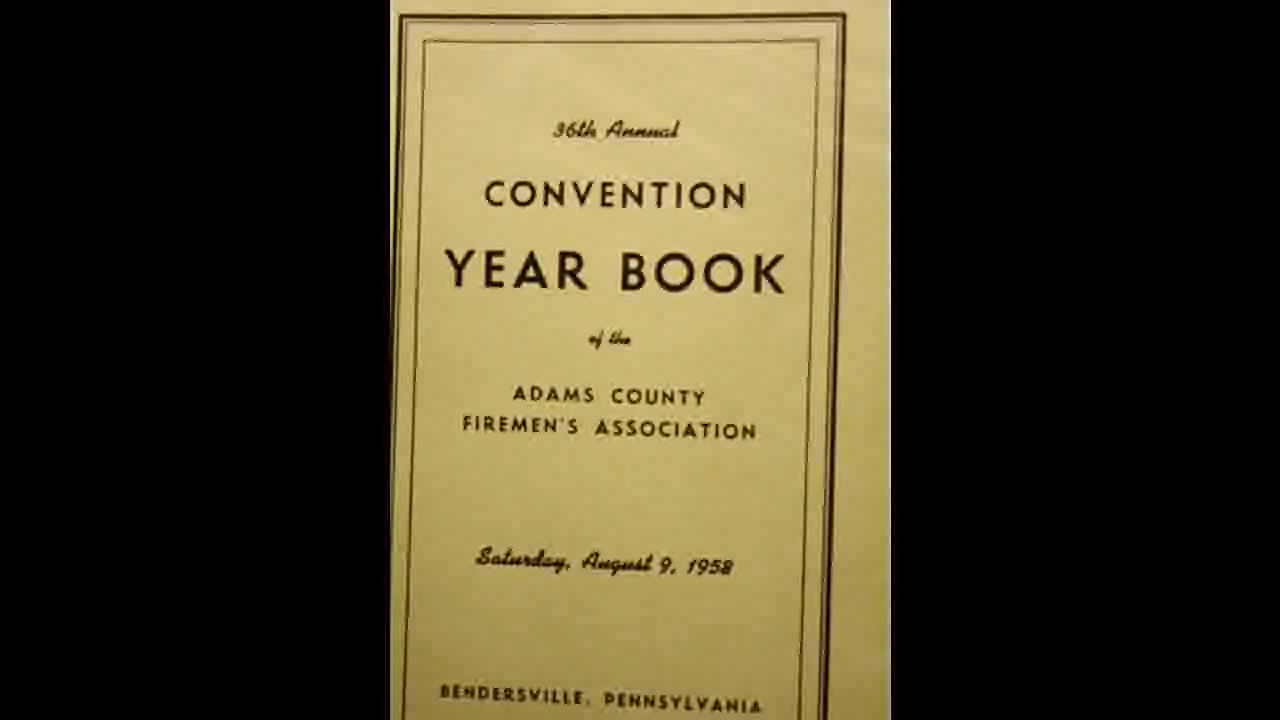 36th Annual
CONVENTION
YEAR BOOK
of the
ADAMS COUNTY
FIREMEN'S ASSOCIATION
Saturday, August 9, 1958
BENDERSVILLE, PENNSYLVANIA